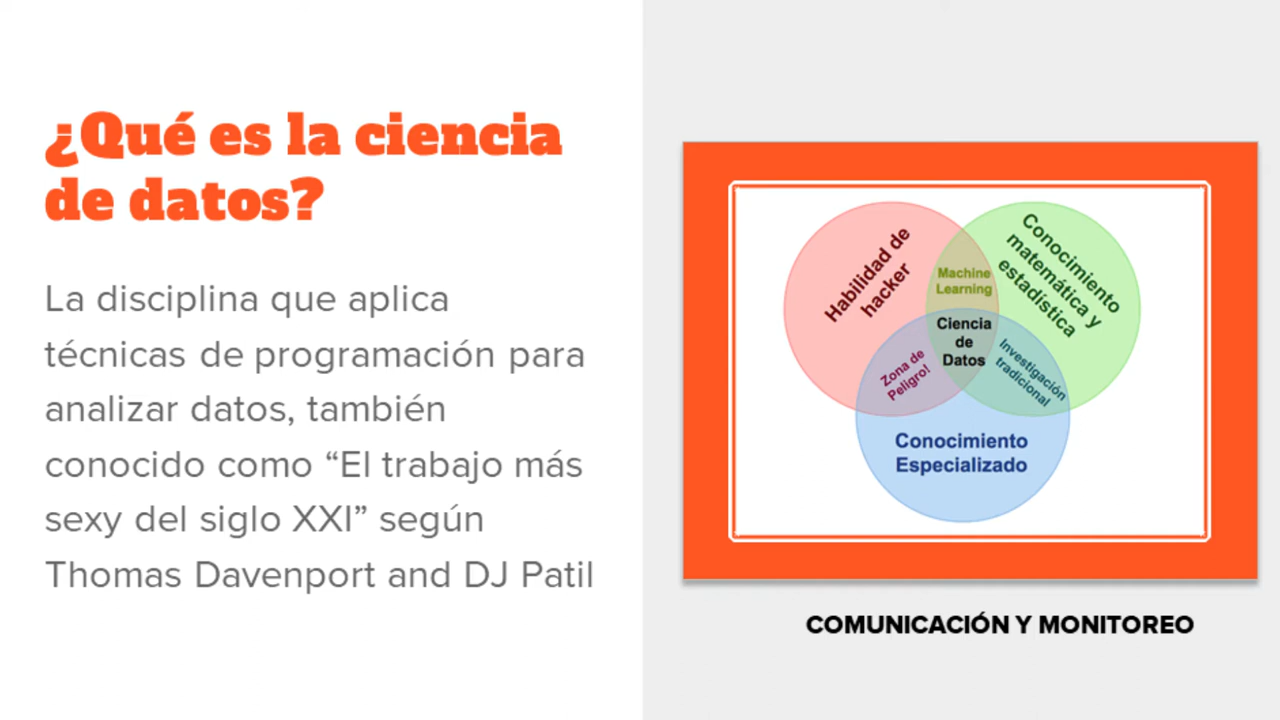 ¿Qué es la ciencia
de datos?
La disciplina que aplica
técnicas de programación para
analizar datos, también
conocido como “El trabajo más
sexy del siglo XXI” según
Thomas Davenport and DJ Patil
Habilidad de
hacker
Conocimiento
matemática y
estadística
Machine
Learning
Ciencia
de
Datos
Zona de
Peligro!
Investigación
tradicional
Conocimiento
Especializado
COMUNICACIÓN Y MONITOREO